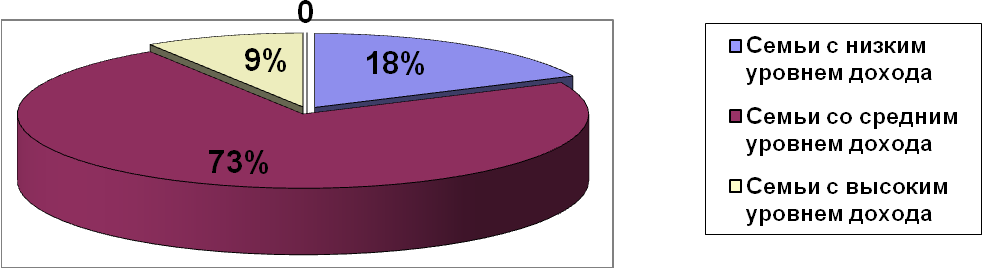 0
9%
18%
73%
Семьи с низким
уровнем дохода
Семьи со средним
уровнем дохода
Семьи с высоким
уровнем дохода